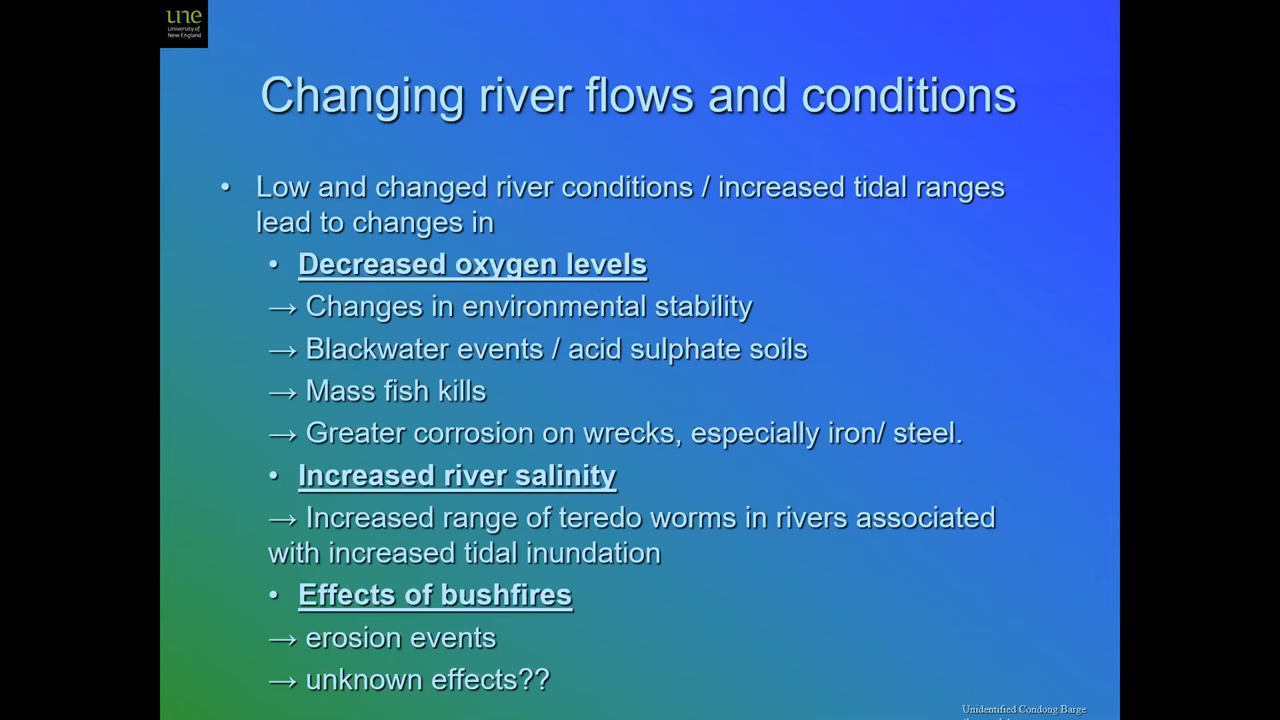 une
University of
New England
Changing river flows and conditions
• Low and changed river conditions / increased tidal ranges
lead to changes in
• Decreased oxygen levels
→ Changes in environmental stability
→ Blackwater events / acid sulphate soils
→ Mass fish kills
→ Greater corrosion on wrecks, especially iron/ steel.
• Increased river salinity
→ Increased range of teredo worms in rivers associated
with increased tidal inundation
• Effects of bushfires
→ erosion events
→ unknown effects??
Unidentified Condong Barge